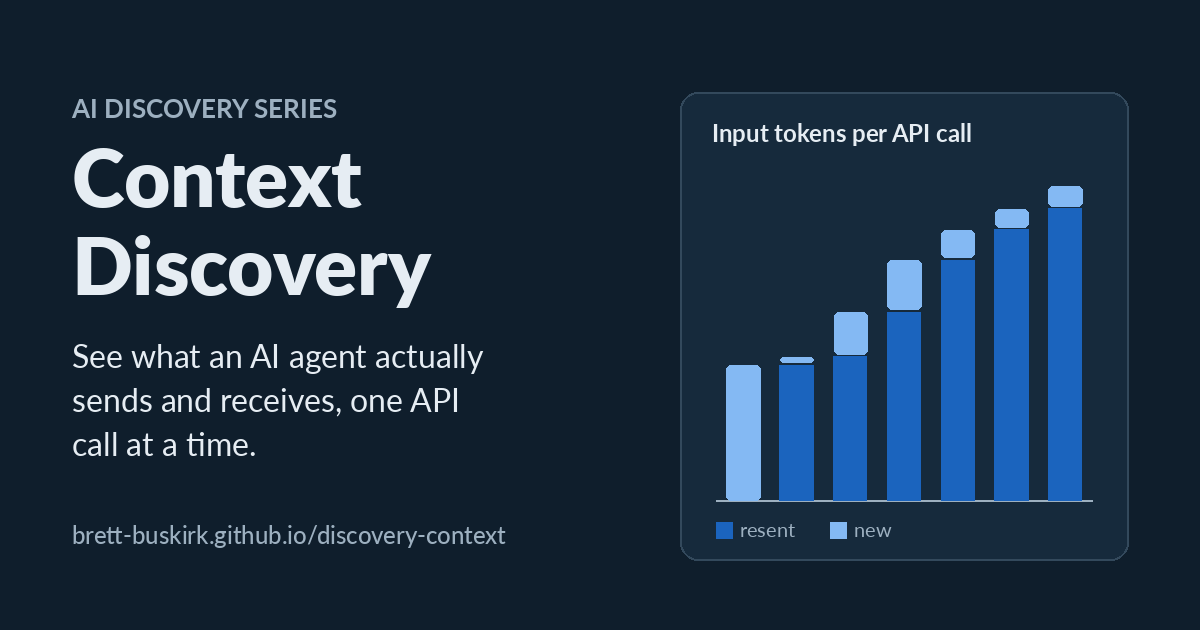 AI DISCOVERY SERIES
Context
Discovery
See what an AI agent actually
sends and receives, one API
call at a time.
brett-buskirk.github.io/discovery-context
Input tokens per API call
resent
new